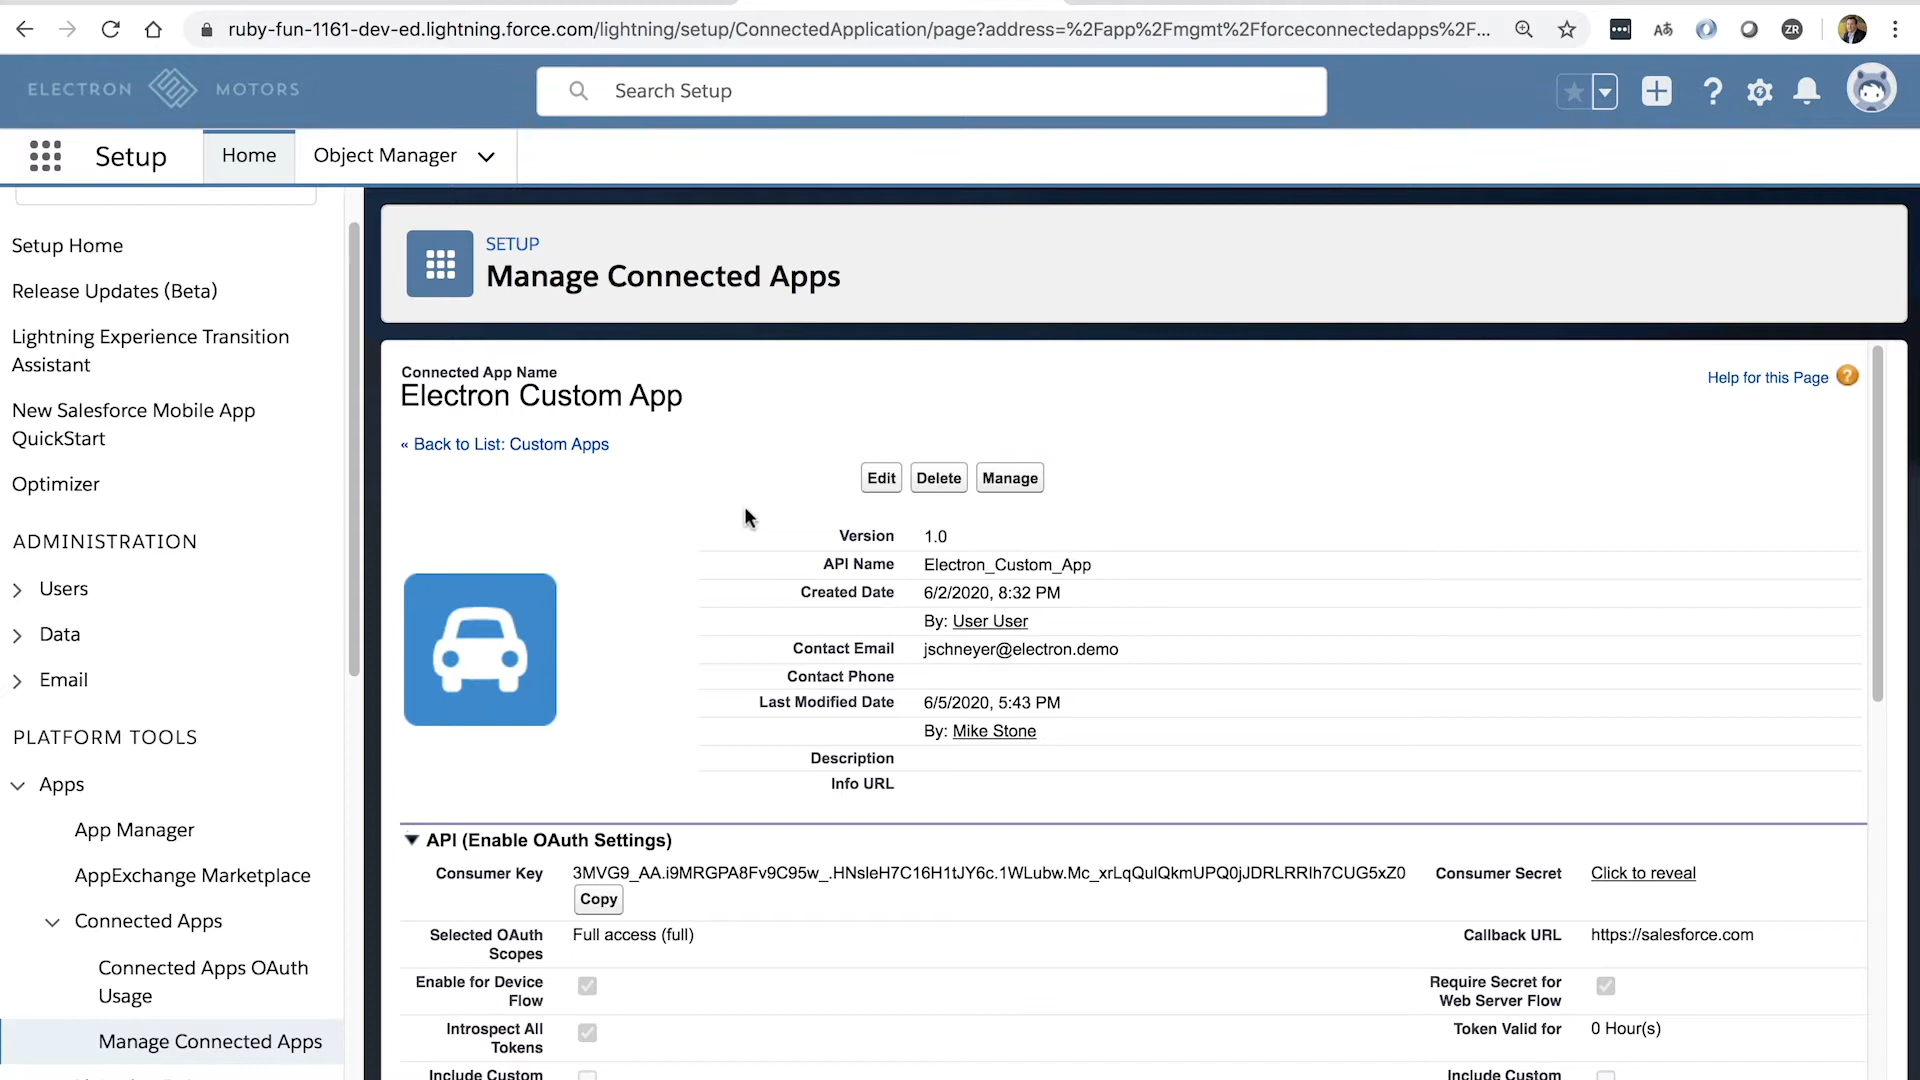 ruby-fun-1161-dev-ed.lightning.force.com/lightning/setup/ConnectedApplication/page?address=%2Fapp%2Fmgmt%2Fforceconnectedapps%2F...
ZR
ELECTRON MOTORS
Search Setup
Setup
Home
Object Manager
Setup Home
Release Updates (Beta)
Lightning Experience Transition
Assistant
New Salesforce Mobile App
QuickStart
Optimizer
ADMINISTRATION
Users
Data
Email
PLATFORM TOOLS
Apps
App Manager
AppExchange Marketplace
Connected Apps
Connected Apps OAuth
Usage
Manage Connected Apps
SETUP
Manage Connected Apps
Connected App Name
Electron Custom App
Help for this Page
« Back to List: Custom Apps
Edit Delete Manage
Version 1.0
API Name Electron_Custom_App
Created Date 6/2/2020, 8:32 PM
By: User User
Contact Email jschneyer@electron.demo
Contact Phone
Last Modified Date 6/5/2020, 5:43 PM
By: Mike Stone
Description
Info URL
API (Enable OAuth Settings)
Consumer Key 3MVG9_AA.i9MRGPA8Fv9C95w_.HNsleH7C16H1tJY6c.1WLubw.Mc_xrLqQulQkmUPQ0jJDRLRRIh7CUG5xZ0 Consumer Secret Click to reveal
Copy
Selected OAuth Full access (full) Callback URL https://salesforce.com
Scopes
Enable for Device Require Secret for
Flow Web Server Flow
Introspect All Token Valid for 0 Hour(s)
Tokens
Include Custom Include Custom